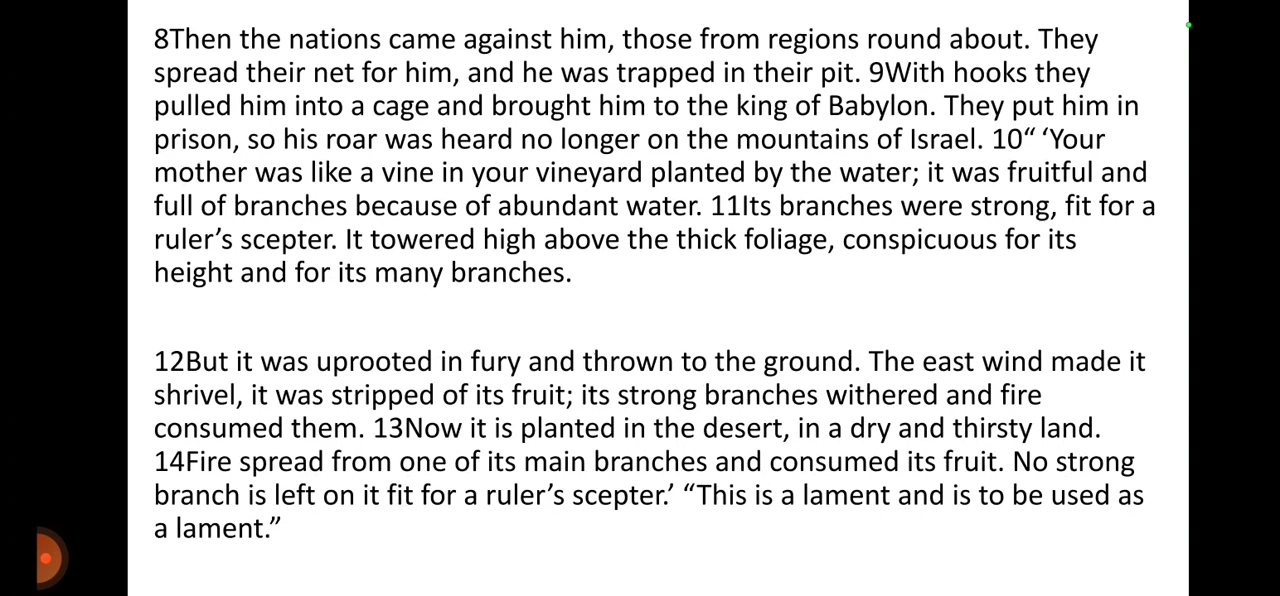 8Then the nations came against him, those from regions round about. They
spread their net for him, and he was trapped in their pit. 9With hooks they
pulled him into a cage and brought him to the king of Babylon. They put him in
prison, so his roar was heard no longer on the mountains of Israel. 10“ ‘Your
mother was like a vine in your vineyard planted by the water; it was fruitful and
full of branches because of abundant water. 11Its branches were strong, fit for a
ruler’s scepter. It towered high above the thick foliage, conspicuous for its
height and for its many branches.
12But it was uprooted in fury and thrown to the ground. The east wind made it
shrivel, it was stripped of its fruit; its strong branches withered and fire
consumed them. 13Now it is planted in the desert, in a dry and thirsty land.
14Fire spread from one of its main branches and consumed its fruit. No strong
branch is left on it fit for a ruler’s scepter.’ “This is a lament and is to be used as
a lament.”